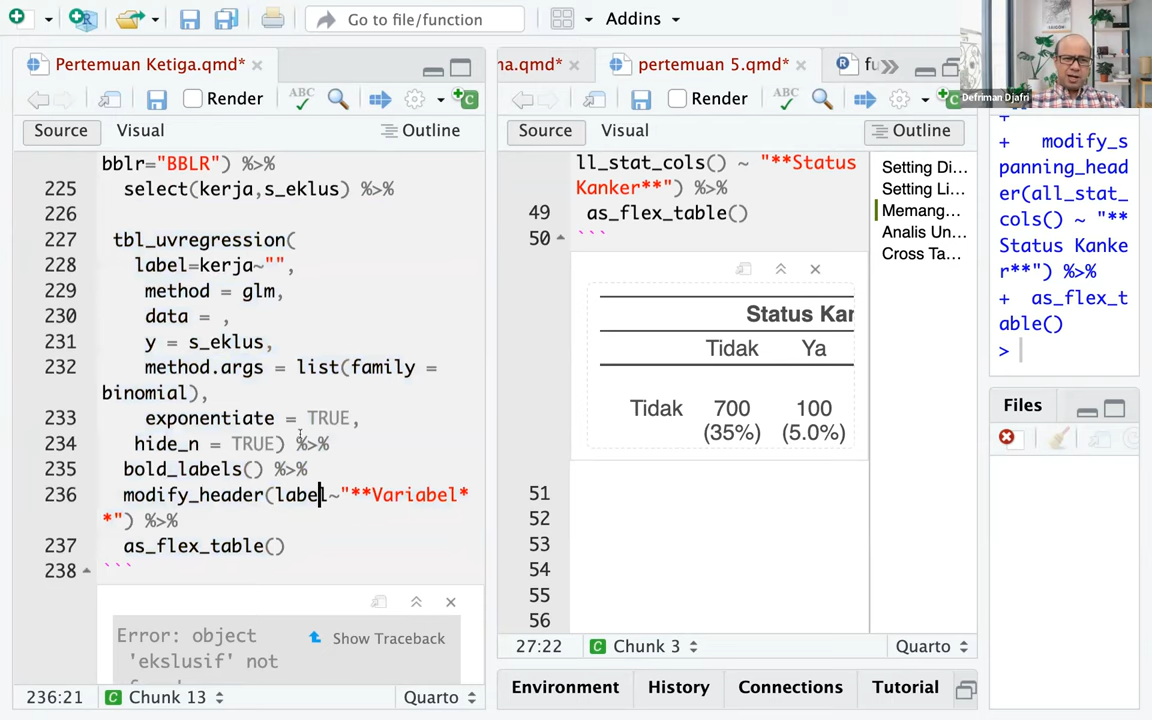 Go to file/function
Addins
Pertemuan Ketiga.qmd*
na.qmd*
pertemuan 5.qmd*
Defriman Djafri
Render
ABC
Render
ABC
Source
Visual
Outline
Source
Visual
Outline
bblr="BBLR") %>%
225 select(kerja,s_eklus) %>%
226
227 tbl_uvregression(
228 label=kerja~"",
229 method = glm,
230 data = ,
231 y = s_eklus,
232 method.args = list(family =
binomial),
233 exponentiate = TRUE,
234 hide_n = TRUE) %>%
235 bold_labels() %>%
236 modify_header(label~"**Variabel*
*") %>%
237 as_flex_table()
238 ```
Error: object
'ekslusif' not
Show Traceback
236:21
Chunk 13
Quarto
ll_stat_cols() ~ "**Status
Kanker**") %>%
49 as_flex_table()
50 ```
Status Kar
Tidak Ya
Tidak 700 100
(35%) (5.0%)
51
52
53
54
55
56
27:22
Chunk 3
Quarto
Setting Di...
Setting Li...
Memang...
Analis Un...
Cross Ta...
Environment
History
Connections
Tutorial
+
+ modify_s
panning_head
er(all_stat_
cols() ~ "**
Status Kanke
r**") %>%
+ as_flex_t
able()
>
Files